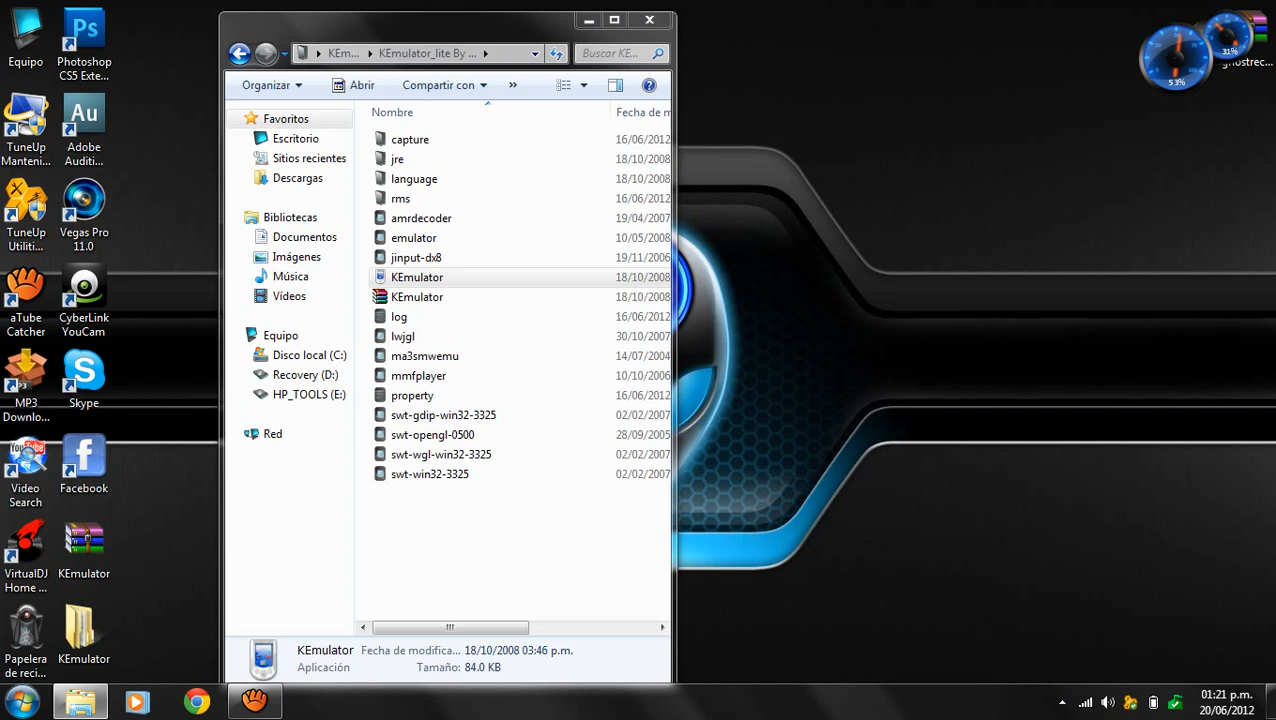 Equipo
Photoshop
CS5 Exte...
TuneUp
Manteni...
Adobe
Auditi...
TuneUp
Utiliti...
Vegas Pro
11.0
aTube
Catcher
CyberLink
YouCam
MP3
Downlo...
Skype
Video
Search
Facebook
VirtualDJ
Home ...
KEmulator
Papelera
de reci...
KEmulator
KEm...
KEmulator_lite By ...
Buscar KE...
Organizar
Abrir
Compartir con
»
Favoritos
Escritorio
Sitios recientes
Descargas
Bibliotecas
Documentos
Imágenes
Música
Vídeos
Equipo
Disco local (C:)
Recovery (D:)
HP_TOOLS (E:)
Red
Nombre
Fecha de m
capture 16/06/2012
jre 18/10/2008
language 18/10/2008
rms 16/06/2012
amrdecoder 19/04/2007
emulator 10/05/2008
jinput-dx8 19/11/2006
KEmulator 18/10/2008
KEmulator 18/10/2008
log 16/06/2012
lwjgl 30/10/2007
ma3smwemu 14/07/2004
mmfplayer 10/10/2006
property 16/06/2012
swt-gdip-win32-3325 02/02/2007
swt-opengl-0500 28/09/2005
swt-wgl-win32-3325 02/02/2007
swt-win32-3325 02/02/2007
KEmulator Fecha de modifica... 18/10/2008 03:46 p.m.
Aplicación Tamaño: 84.0 KB
53%
31%
01:21 p.m.
20/06/2012